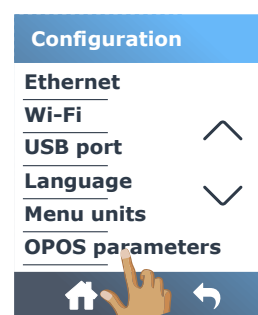 Configuration
Ethernet
Wi-Fi
USB port
Language
Menu units
OPOS parameters